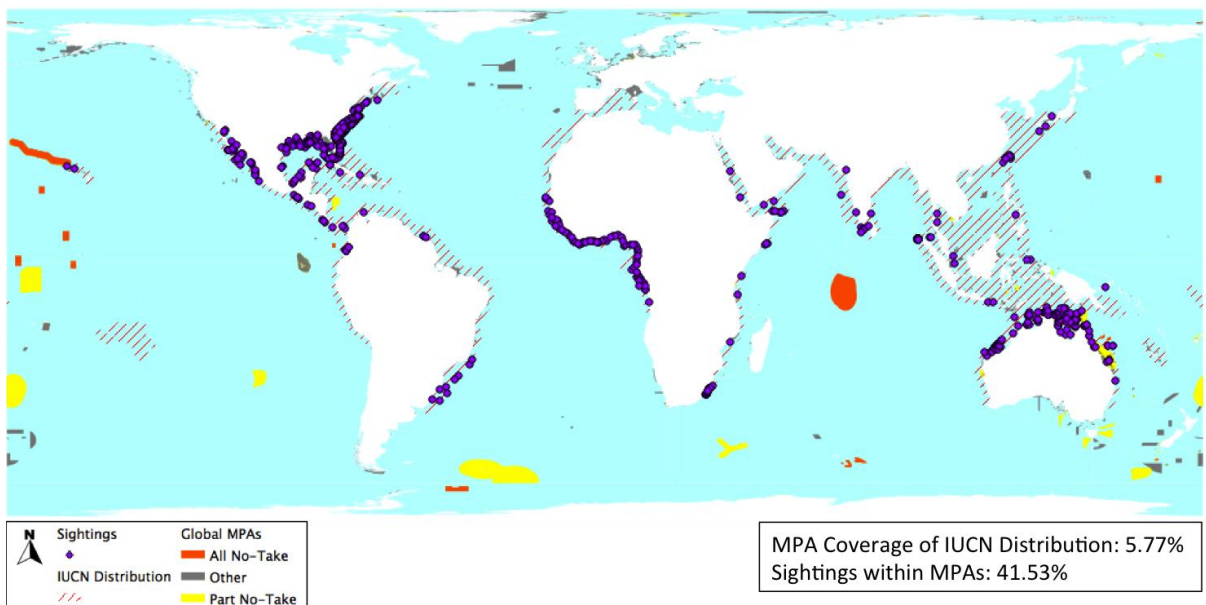 N
Sightings
IUCN Distribution
Global MPAs
All No-Take
Other
Part No-Take
MPA Coverage of IUCN Distribution: 5.77%
Sightings within MPAs: 41.53%